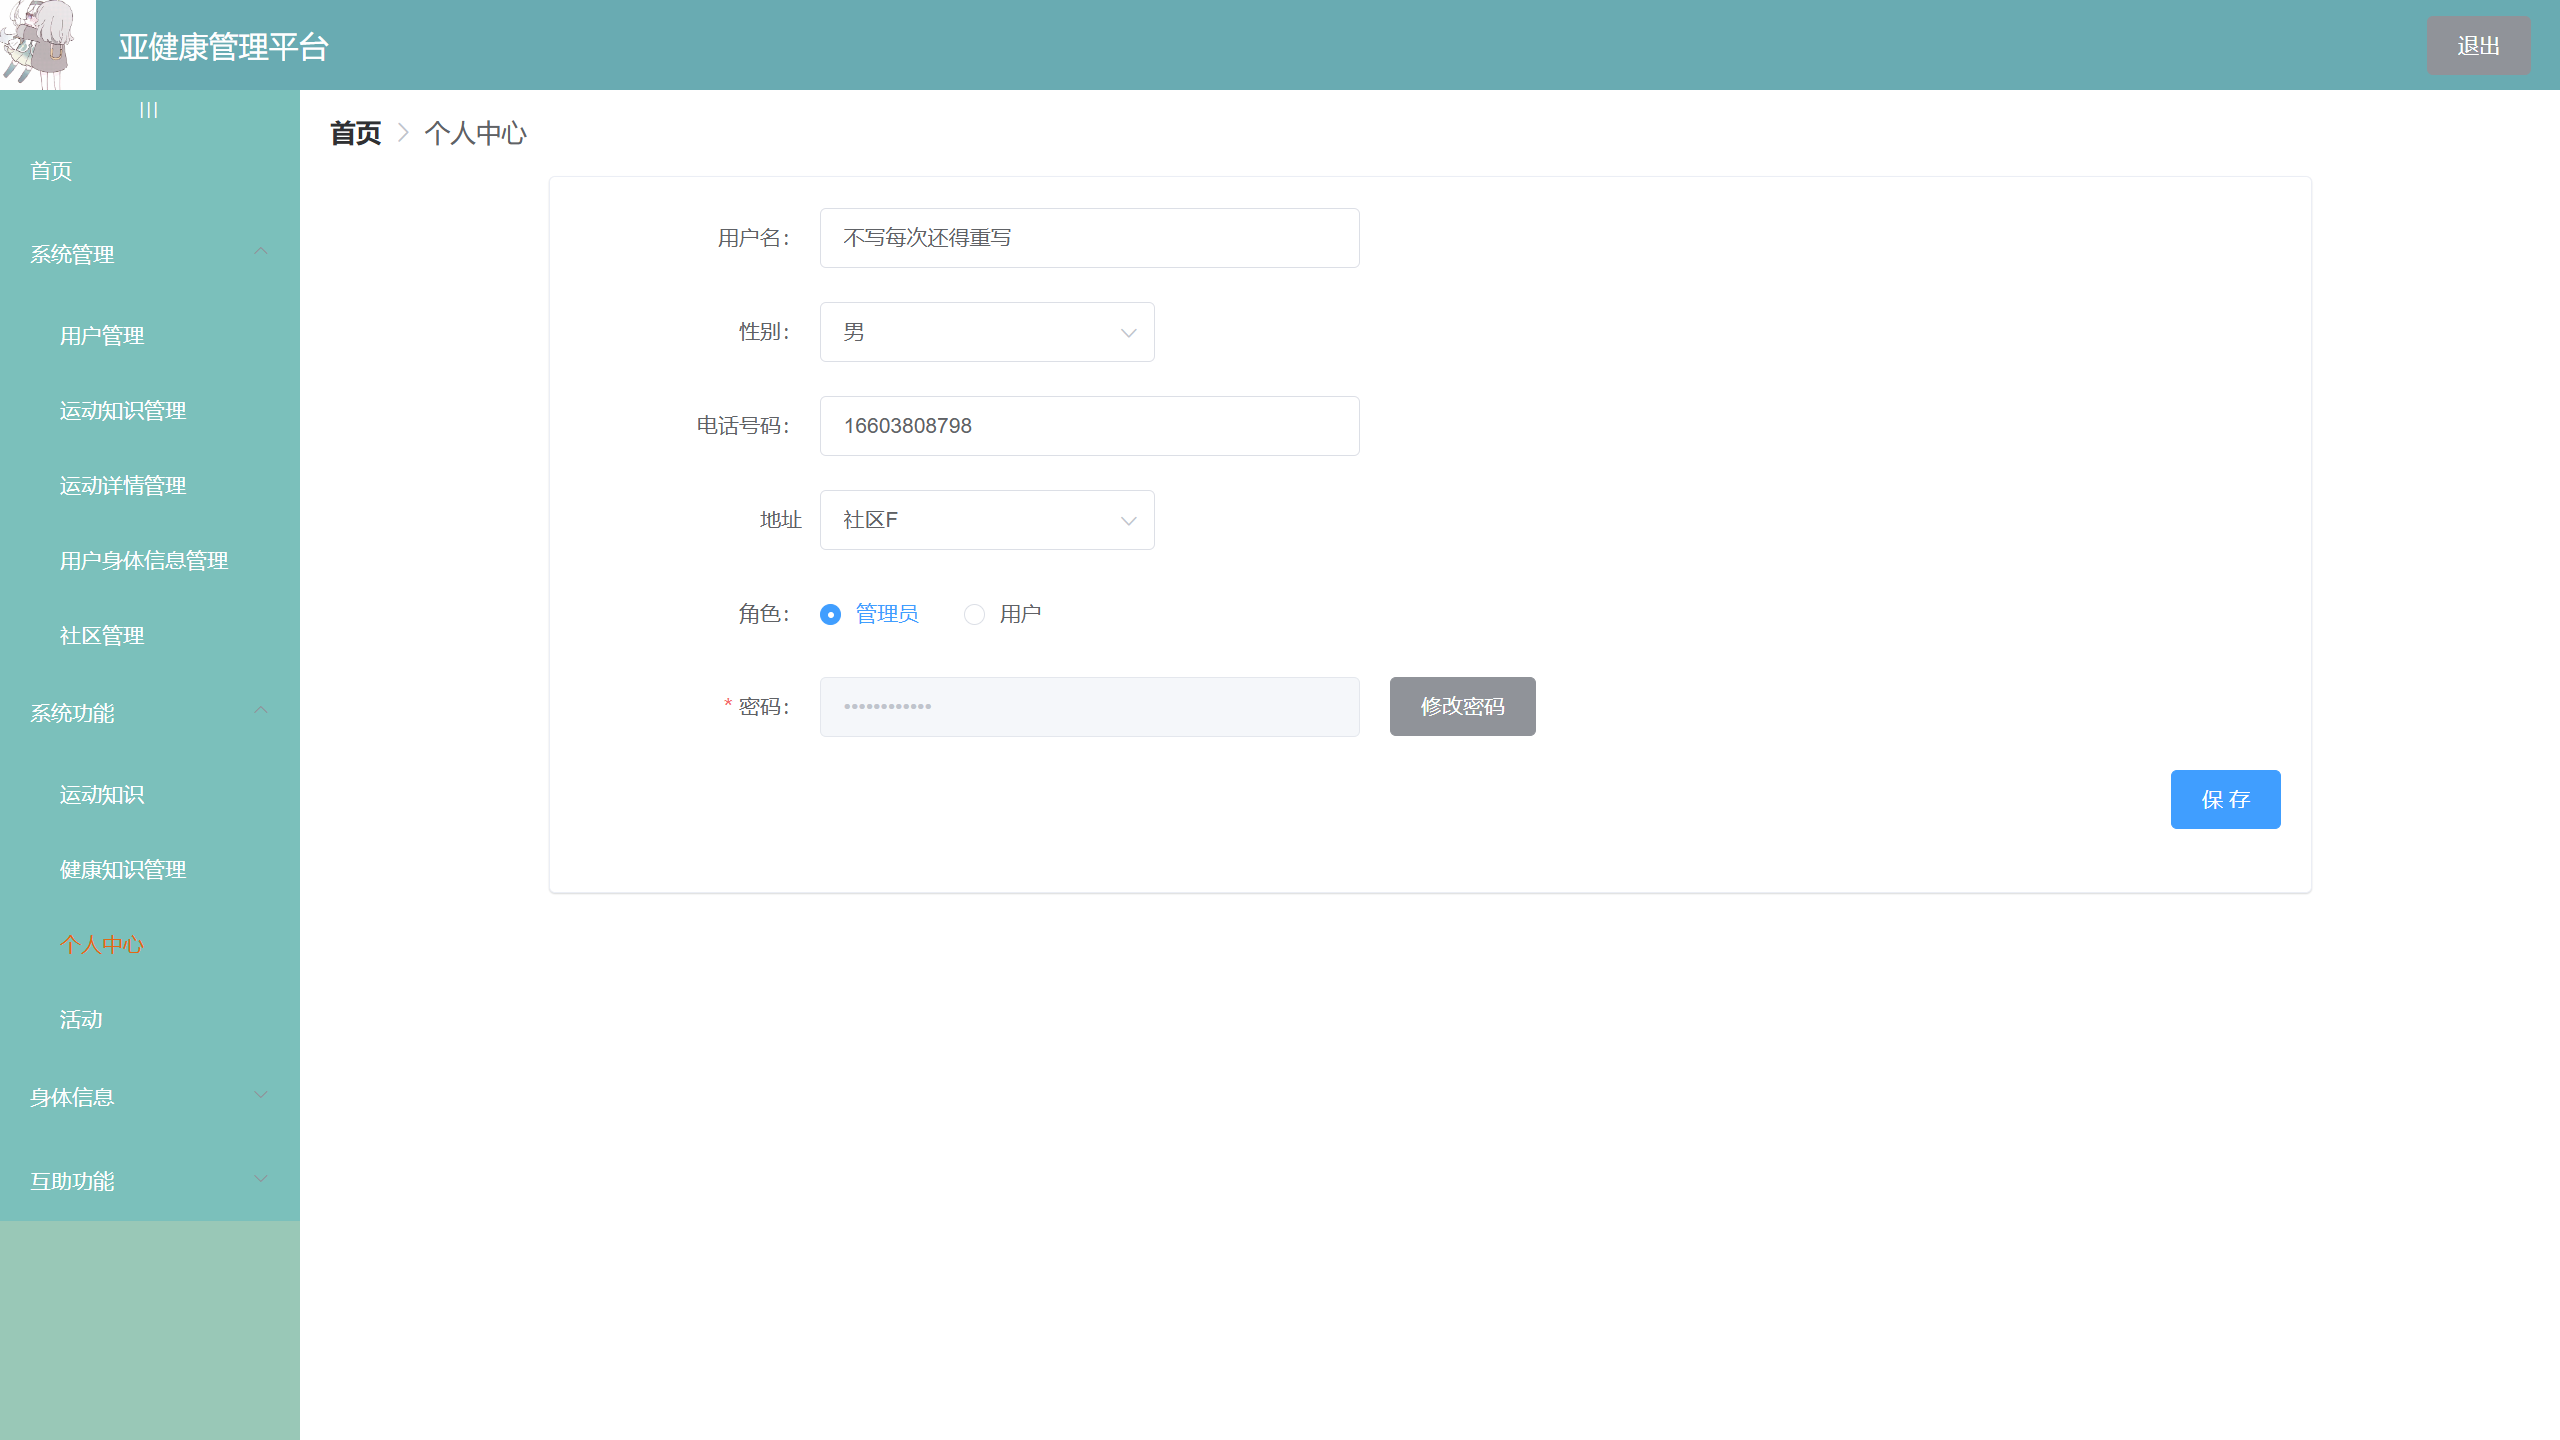 亚健康管理平台
退出
|||
首页
系统管理
用户管理
运动知识管理
运动详情管理
用户身体信息管理
社区管理
系统功能
运动知识
健康知识管理
个人中心
活动
身体信息
互助功能
首页 > 个人中心
用户名： 不写每次还得重写
性别： 男
电话号码： 16603808798
地址 社区F
角色： 管理员 用户
* 密码： •••••••••••• 修改密码
保 存